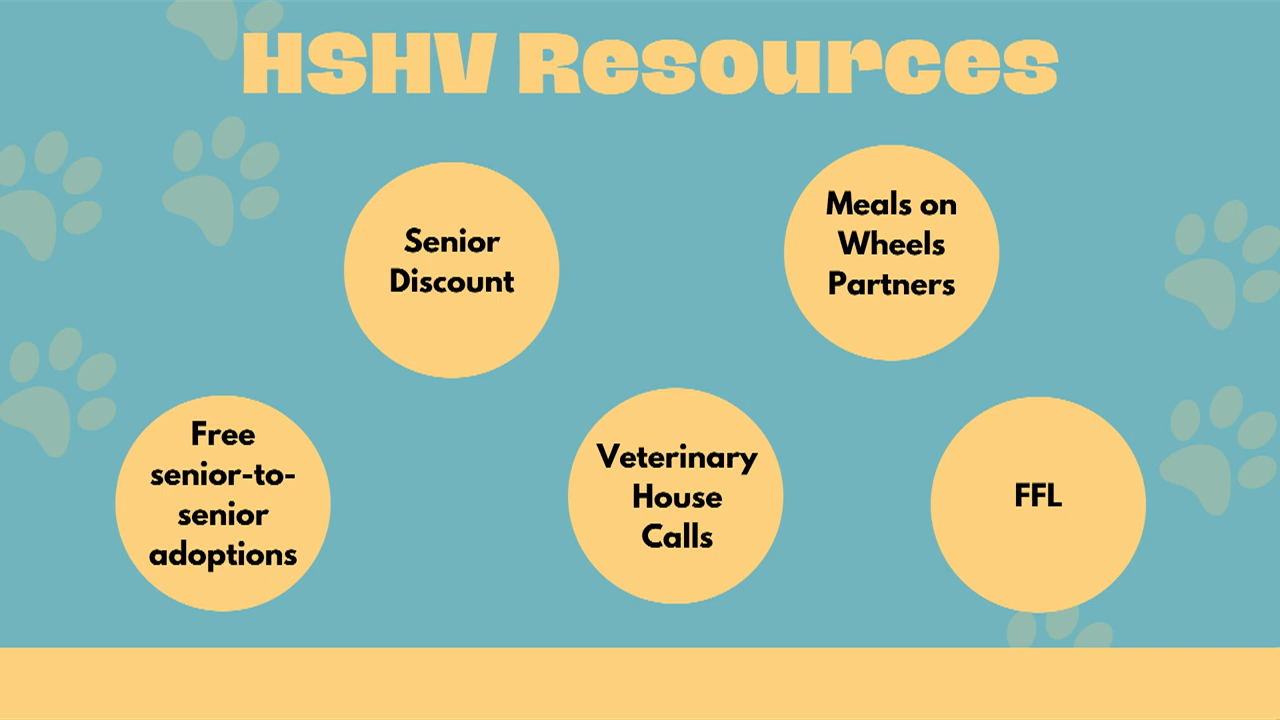 HSHV Resources
Senior
Discount
Meals on
Wheels
Partners
Free
senior-to-
senior
adoptions
Veterinary
House
Calls
FFL